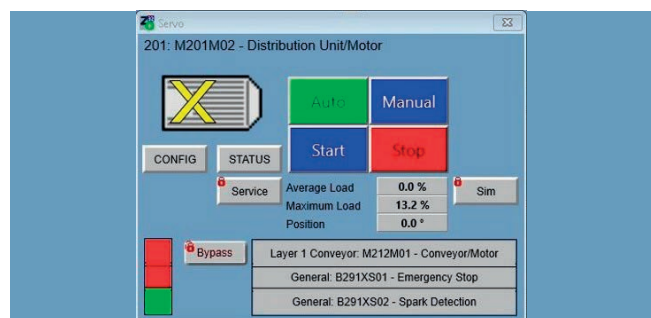 Servo
201: M201M02 - Distribution Unit/Motor
Auto
Manual
Start
Stop
CONFIG
STATUS
Service
Average Load 0.0 %
Maximum Load 13.2 %
Position 0.0 °
Sim
Bypass
Layer 1 Conveyor: M212M01 - Conveyor/Motor
General: B291XS01 - Emergency Stop
General: B291XS02 - Spark Detection